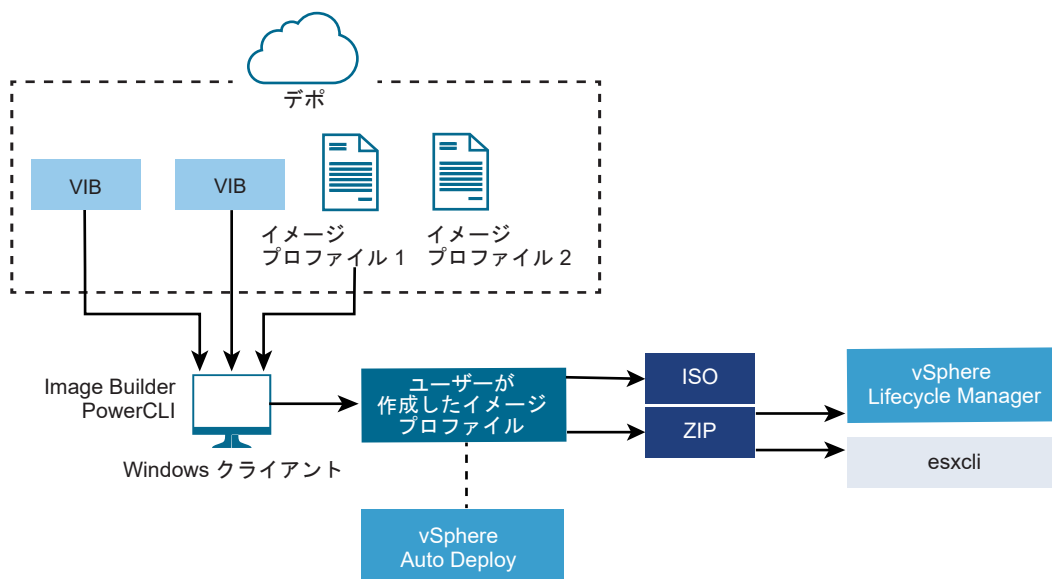 デポ
VIB
VIB
イメージ
プロファイル 1
イメージ
プロファイル 2
Image Builder
PowerCLI
Windows クライアント
ユーザーが
作成したイメージ
プロファイル
ISO
ZIP
vSphere
Lifecycle Manager
esxcli
vSphere
Auto Deploy